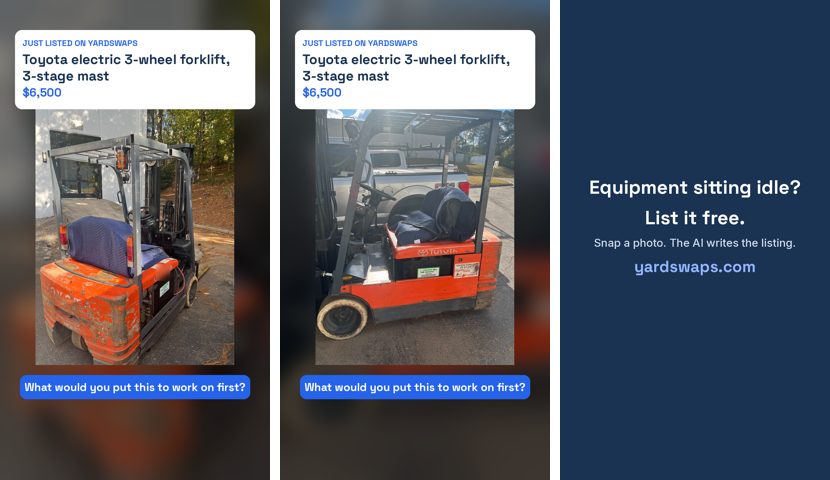 JUST LISTED ON YARDSWAPS
Toyota electric 3-wheel forklift,
3-stage mast
$6,500
What would you put this to work on first?
JUST LISTED ON YARDSWAPS
Toyota electric 3-wheel forklift,
3-stage mast
$6,500
TOYOTA
What would you put this to work on first?
Equipment sitting idle?
List it free.
Snap a photo. The AI writes the listing.
yardswaps.com